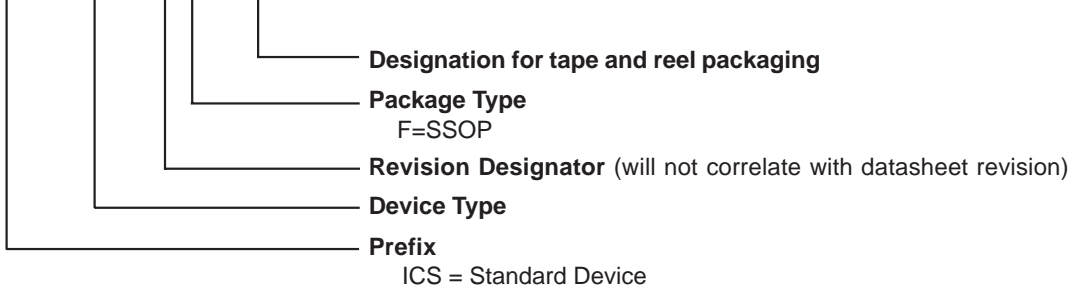 Designation for tape and reel packaging
Package Type
F=SSOP
Revision Designator (will not correlate with datasheet revision)
Device Type
Prefix
ICS = Standard Device